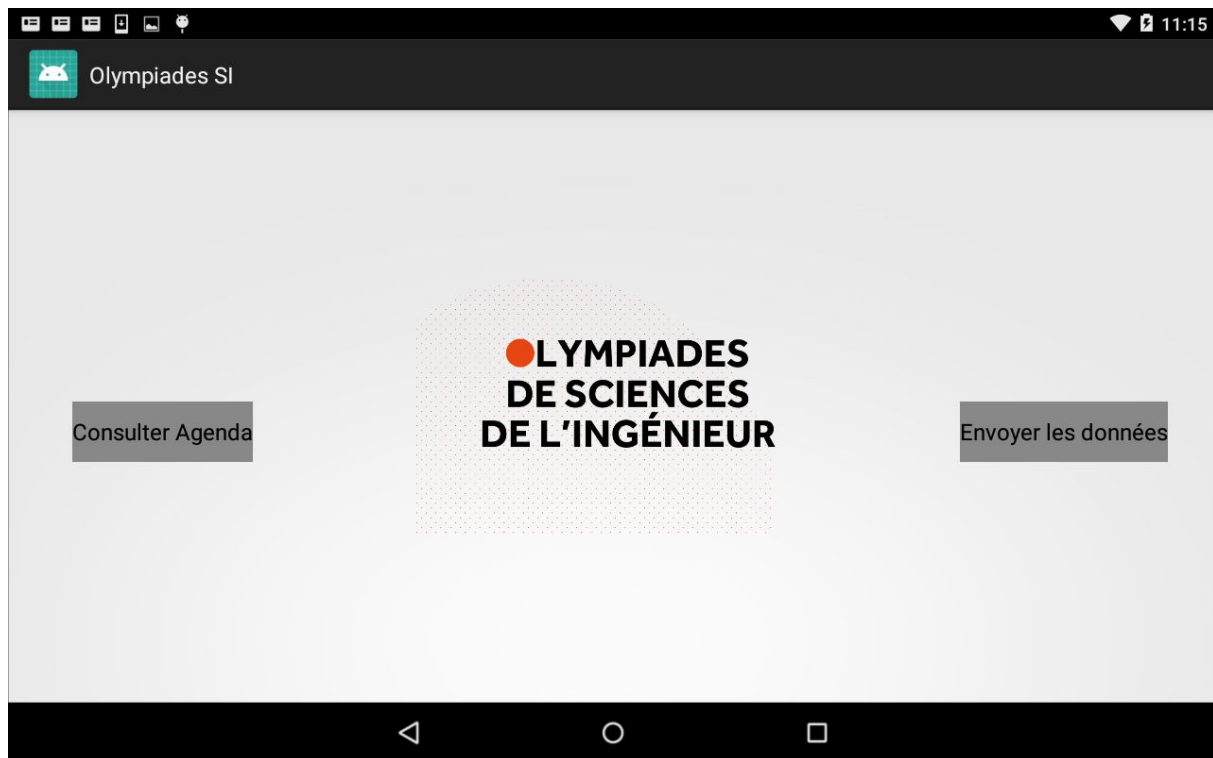 11:15
Olympiades SI
OLYMPIADES
DE SCIENCES
DE L'INGÉNIEUR
Consulter Agenda
Envoyer les données